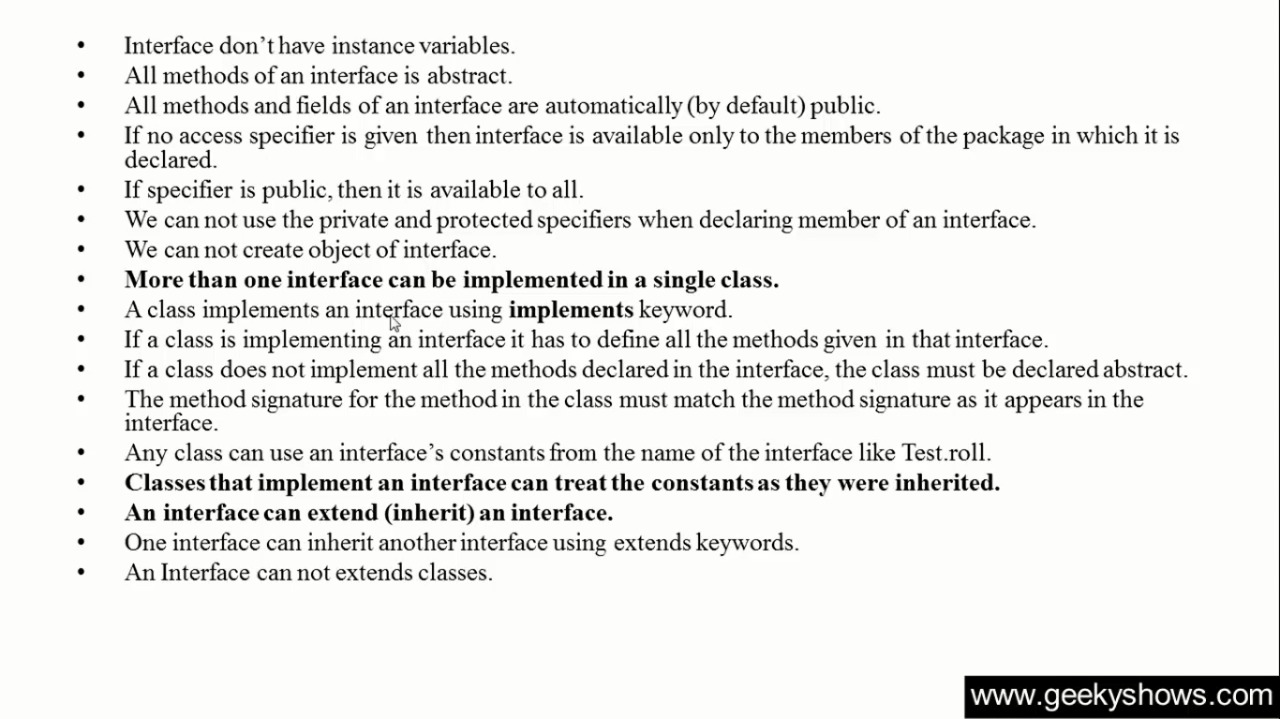 • Interface don’t have instance variables.
• All methods of an interface is abstract.
• All methods and fields of an interface are automatically (by default) public.
• If no access specifier is given then interface is available only to the members of the package in which it is
declared.
• If specifier is public, then it is available to all.
• We can not use the private and protected specifiers when declaring member of an interface.
• We can not create object of interface.
• More than one interface can be implemented in a single class.
• A class implements an interface using implements keyword.
• If a class is implementing an interface it has to define all the methods given in that interface.
• If a class does not implement all the methods declared in the interface, the class must be declared abstract.
• The method signature for the method in the class must match the method signature as it appears in the
interface.
• Any class can use an interface’s constants from the name of the interface like Test.roll.
• Classes that implement an interface can treat the constants as they were inherited.
• An interface can extend (inherit) an interface.
• One interface can inherit another interface using extends keywords.
• An Interface can not extends classes.
www.geekyshows.com